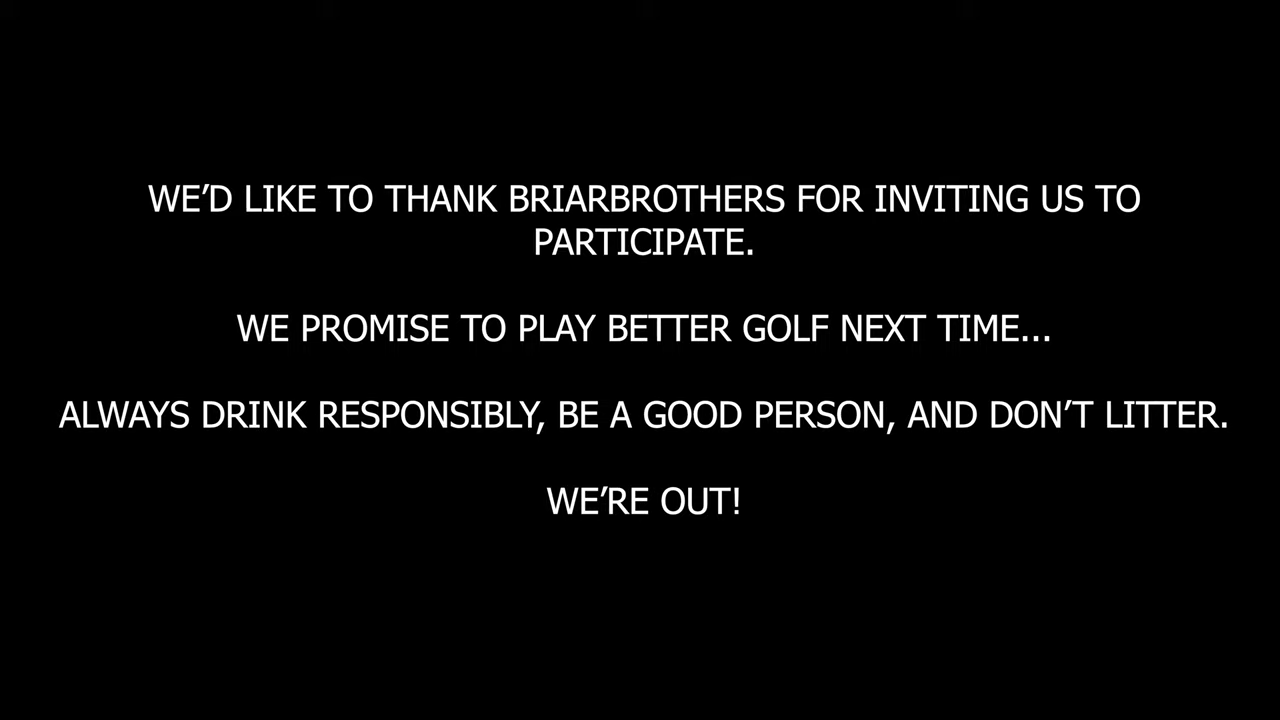 WE’D LIKE TO THANK BRIARBROTHERS FOR INVITING US TO
PARTICIPATE.
WE PROMISE TO PLAY BETTER GOLF NEXT TIME...
ALWAYS DRINK RESPONSIBLY, BE A GOOD PERSON, AND DON’T LITTER.
WE’RE OUT!